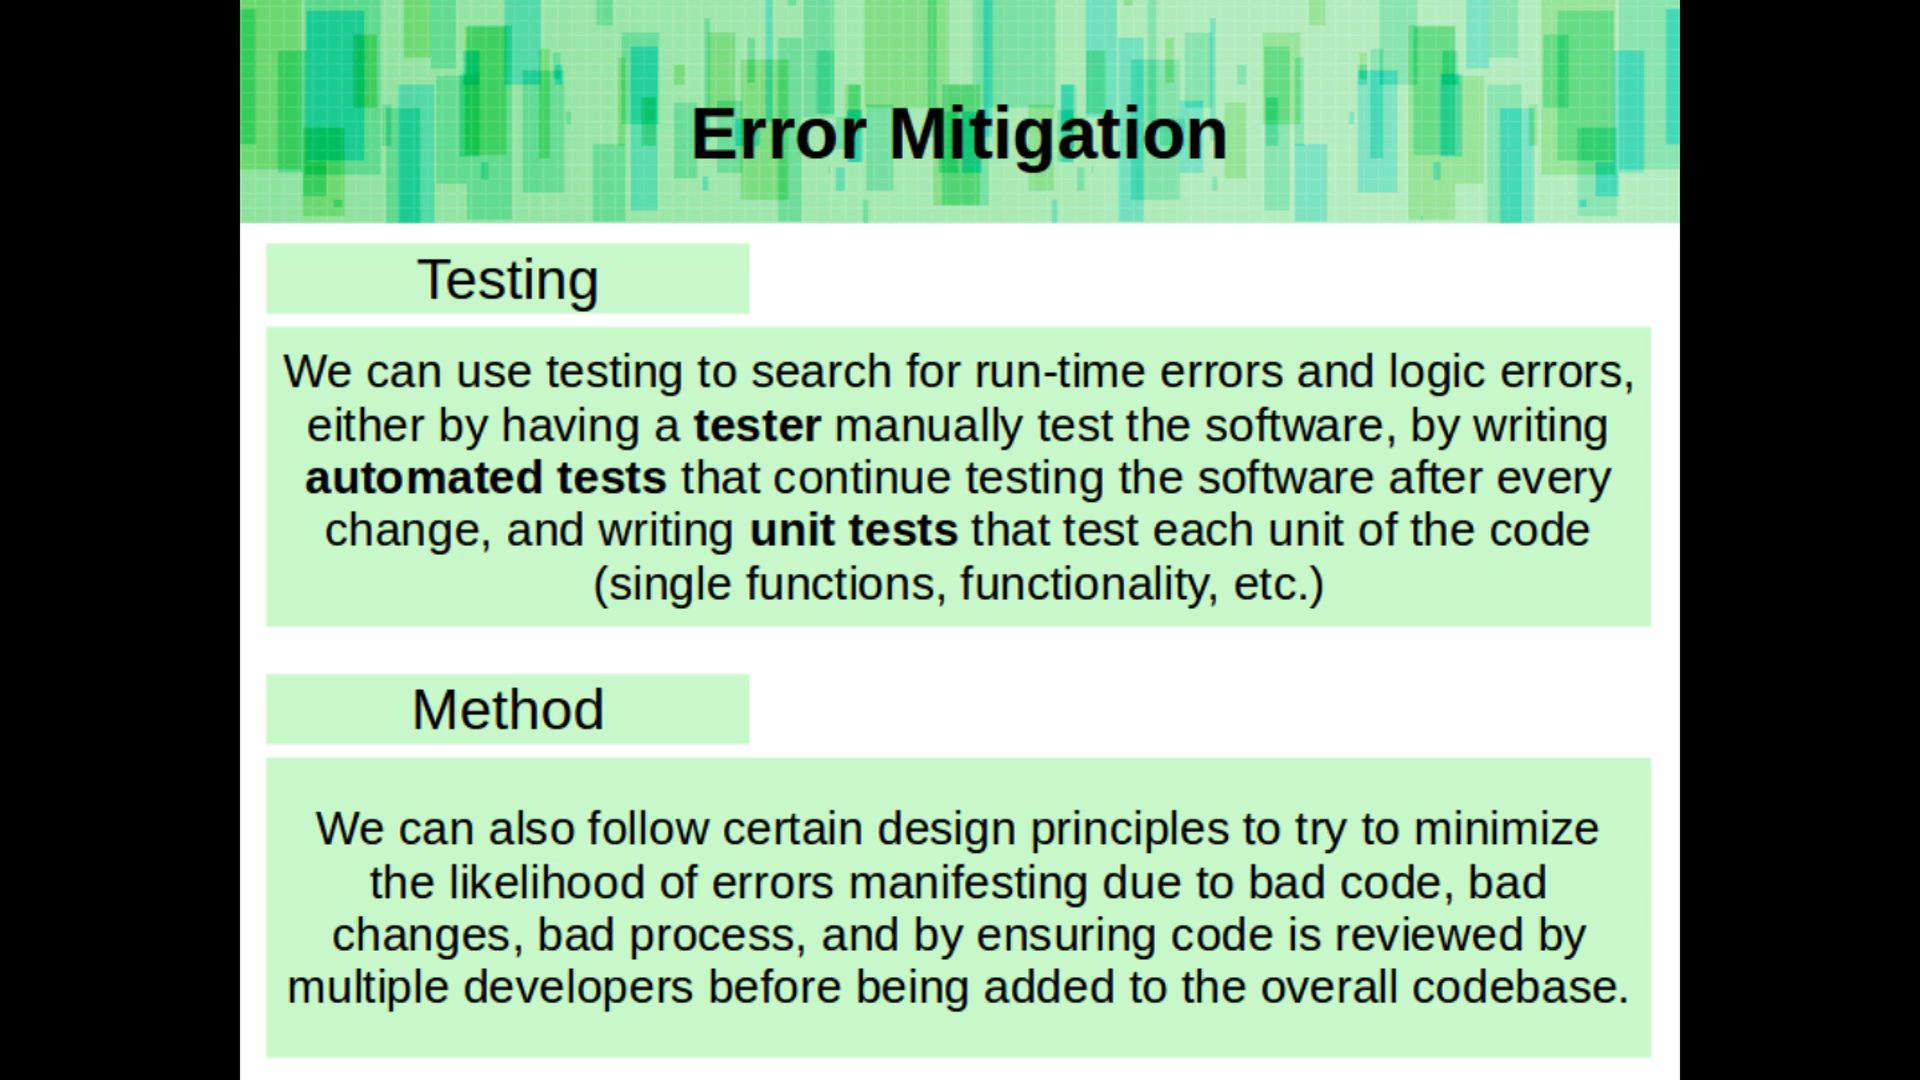 Error Mitigation
Testing
We can use testing to search for run-time errors and logic errors,
either by having a tester manually test the software, by writing
automated tests that continue testing the software after every
change, and writing unit tests that test each unit of the code
(single functions, functionality, etc.)
Method
We can also follow certain design principles to try to minimize
the likelihood of errors manifesting due to bad code, bad
changes, bad process, and by ensuring code is reviewed by
multiple developers before being added to the overall codebase.